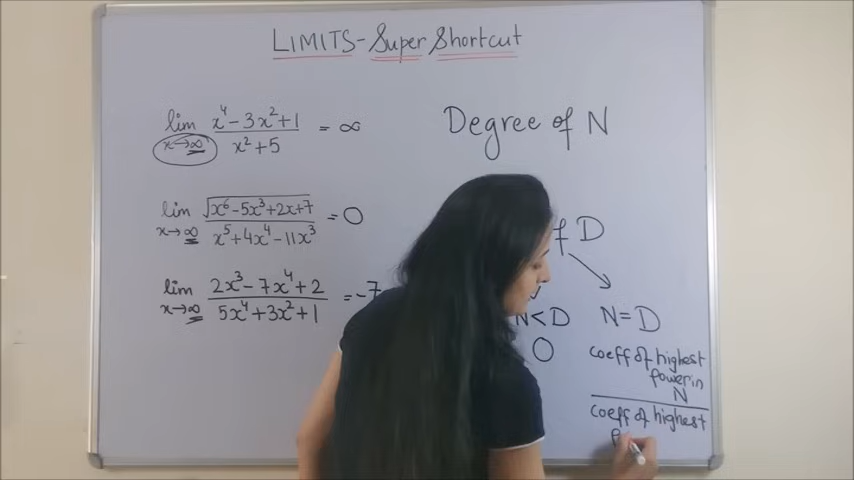 LIMITS - Super Shortcut
lim x→∞ x⁴ - 3x² + 1 / x² + 5 = ∞
lim x→∞ √x⁶ - 5x³ + 2x + 7 / x⁵ + 4x⁴ - 11x³ = 0
lim x→∞ 2x³ - 7x⁴ + 2 / 5x⁴ + 3x² + 1 = -7
Degree of N
of D
N < D
0
N = D
coeff of highest
power in
N
coeff of highest